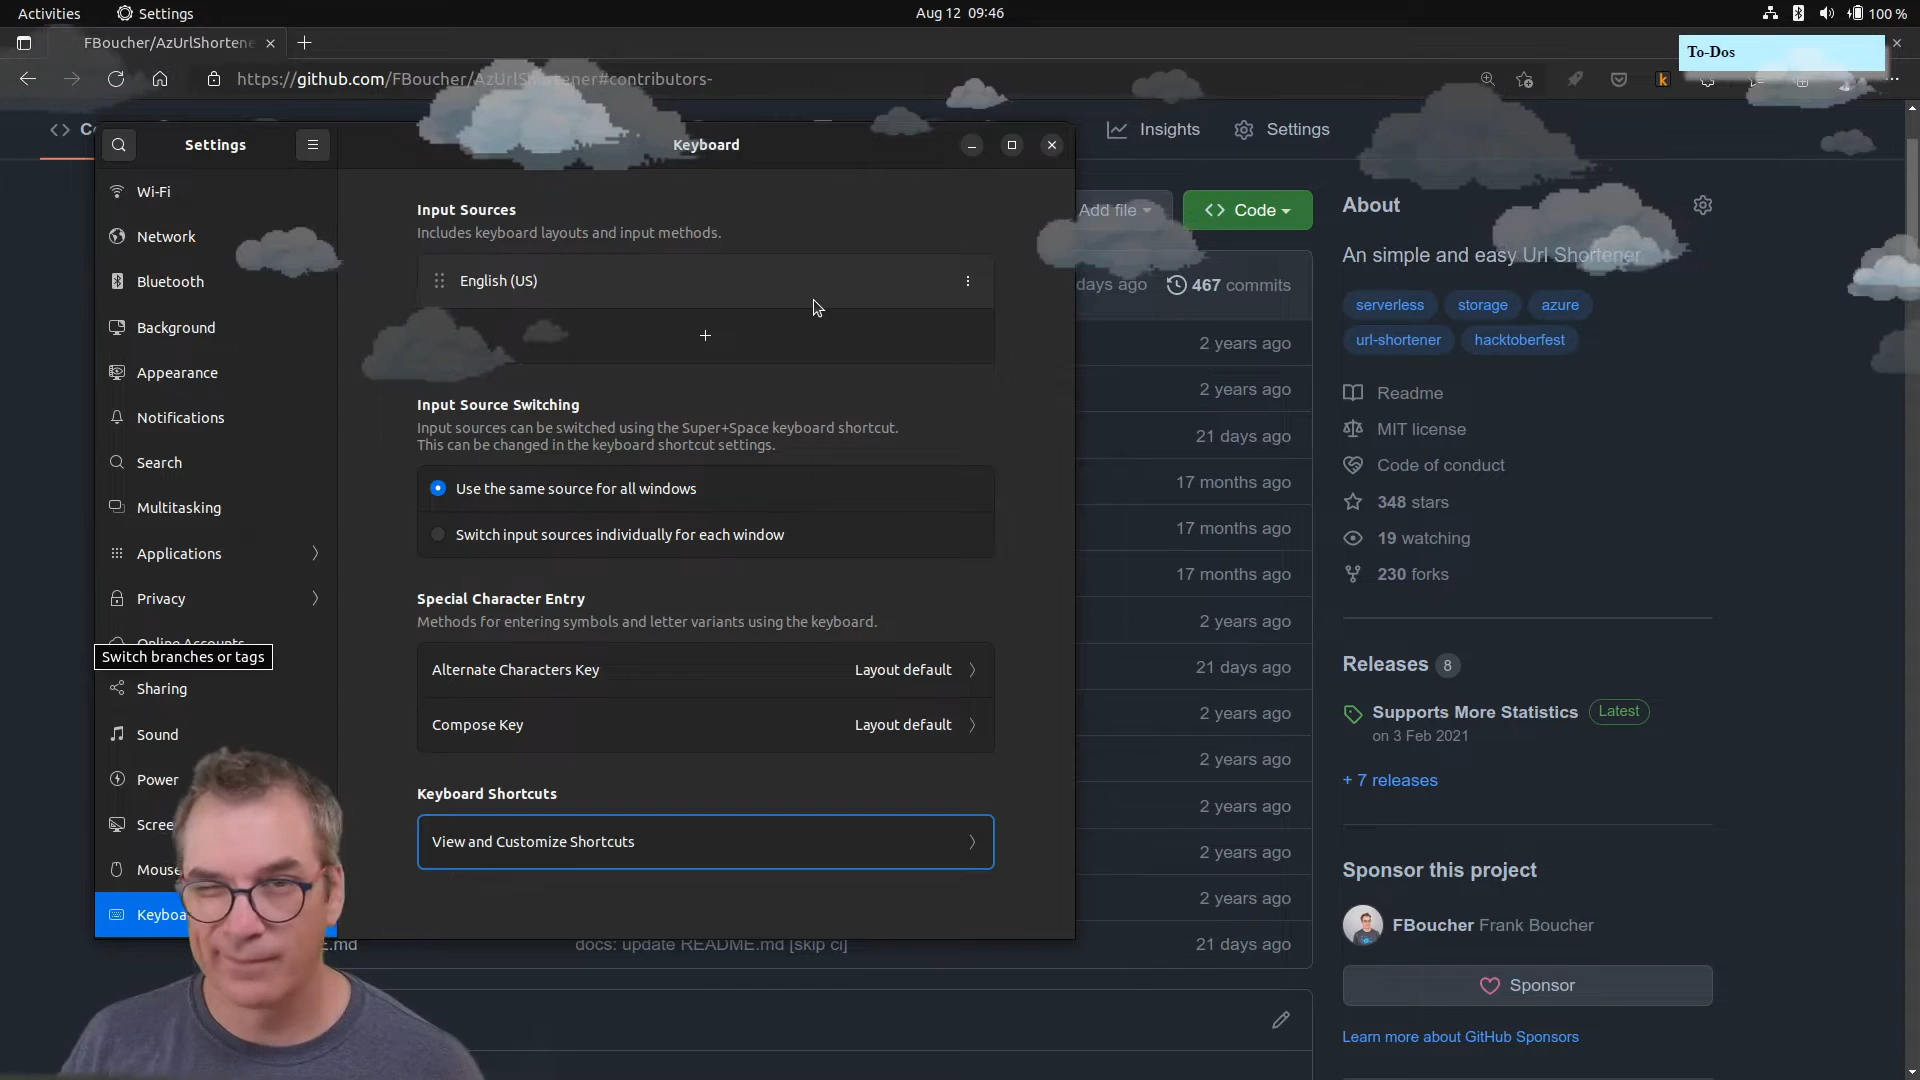 Activities
Settings
Aug 12 09:46
100 %
FBoucher/AzUrlShortene
To-Dos
https://github.com/FBoucher/AzUrlShortener#contributors-
Settings
Keyboard
Insights
Settings
Wi-Fi
Network
Bluetooth
Background
Appearance
Notifications
Search
Multitasking
Applications
Privacy
Online Accounts
Switch branches or tags
Sharing
Sound
Power
Scree
Mouse
Keyboa
Input Sources
Includes keyboard layouts and input methods.
English (US)
Input Source Switching
Input sources can be switched using the Super+Space keyboard shortcut.
This can be changed in the keyboard shortcut settings.
Use the same source for all windows
Switch input sources individually for each window
Special Character Entry
Methods for entering symbols and letter variants using the keyboard.
Alternate Characters Key Layout default
Compose Key Layout default
Keyboard Shortcuts
View and Customize Shortcuts
Add file
Code
days ago 467 commits
2 years ago
2 years ago
21 days ago
17 months ago
17 months ago
17 months ago
2 years ago
21 days ago
2 years ago
2 years ago
2 years ago
2 years ago
2 years ago
E.md docs: update README.md [skip ci] 21 days ago
About
An simple and easy Url Shortener
serverless storage azure
url-shortener hacktoberfest
Readme
MIT license
Code of conduct
348 stars
19 watching
230 forks
Releases 8
Supports More Statistics Latest
on 3 Feb 2021
+ 7 releases
Sponsor this project
FBoucher Frank Boucher
Sponsor
Learn more about GitHub Sponsors